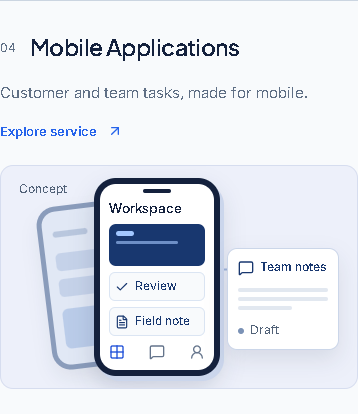 04 Mobile Applications
Customer and team tasks, made for mobile.
Explore service
Concept
Workspace
Review
Field note
Team notes
Draft